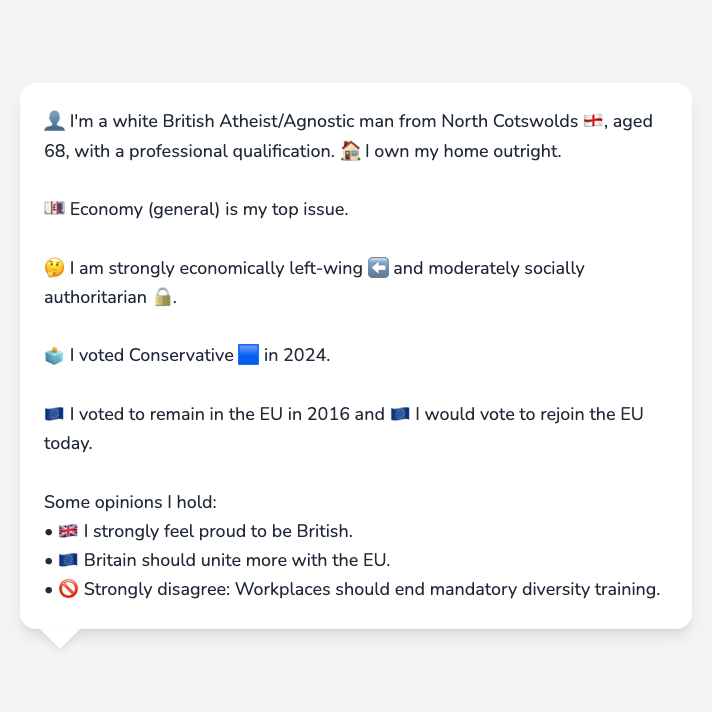 👤 I'm a white British Atheist/Agnostic man from North Cotswolds 🏴󠁧󠁢󠁥󠁮󠁧󠁿, aged
68, with a professional qualification. 🏠 I own my home outright.
💷 Economy (general) is my top issue.
🤔 I am strongly economically left-wing ⬅️ and moderately socially
authoritarian 🔒.
🗳️ I voted Conservative 🟦 in 2024.
🇪🇺 I voted to remain in the EU in 2016 and 🇪🇺 I would vote to rejoin the EU
today.
Some opinions I hold:
• 🇬🇧 I strongly feel proud to be British.
• 🇪🇺 Britain should unite more with the EU.
• 🚫 Strongly disagree: Workplaces should end mandatory diversity training.